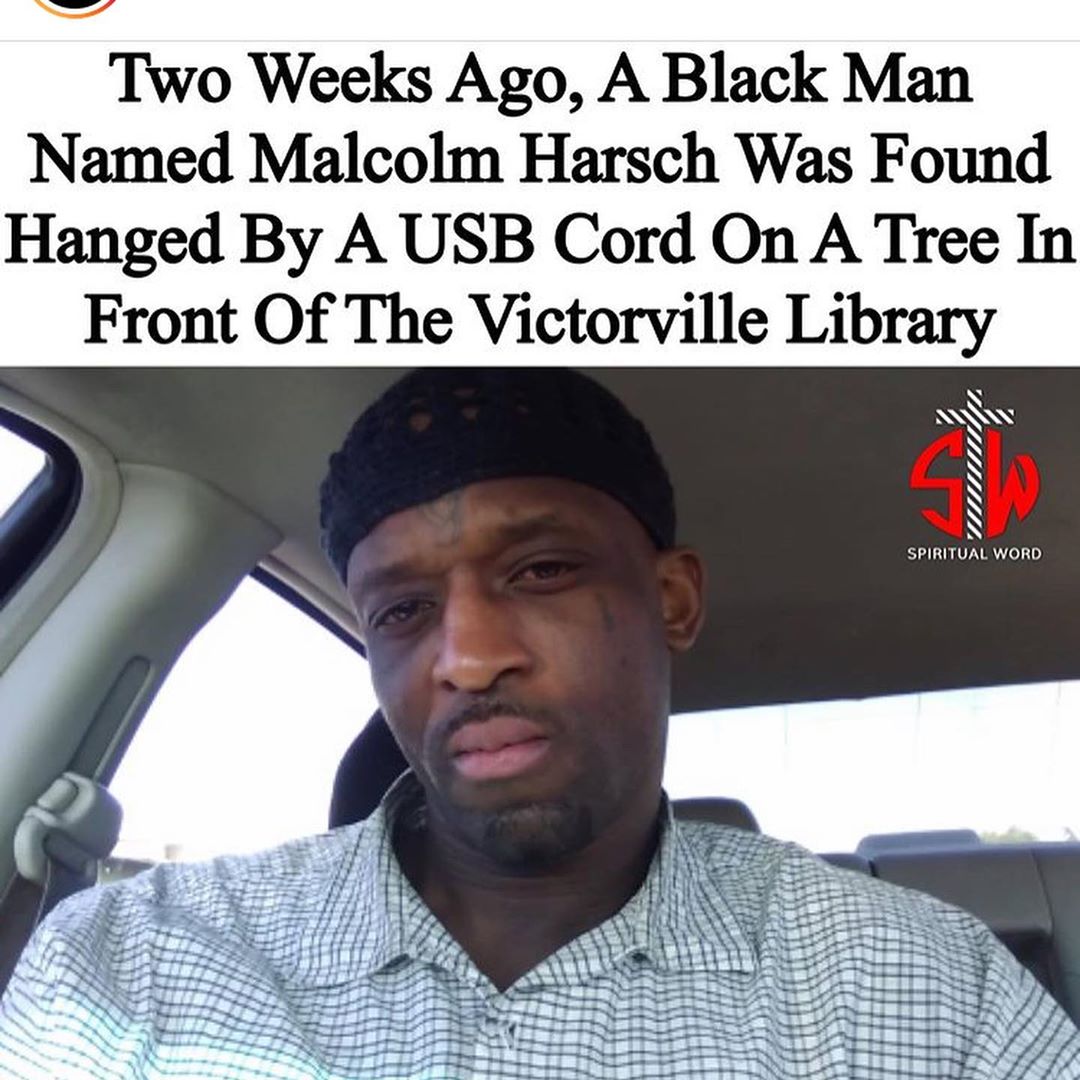 Two Weeks Ago, A Black Man
Named Malcolm Harsch Was Found
Hanged By A USB Cord On A Tree In
Front Of The Victorville Library
STW
SPIRITUAL WORD